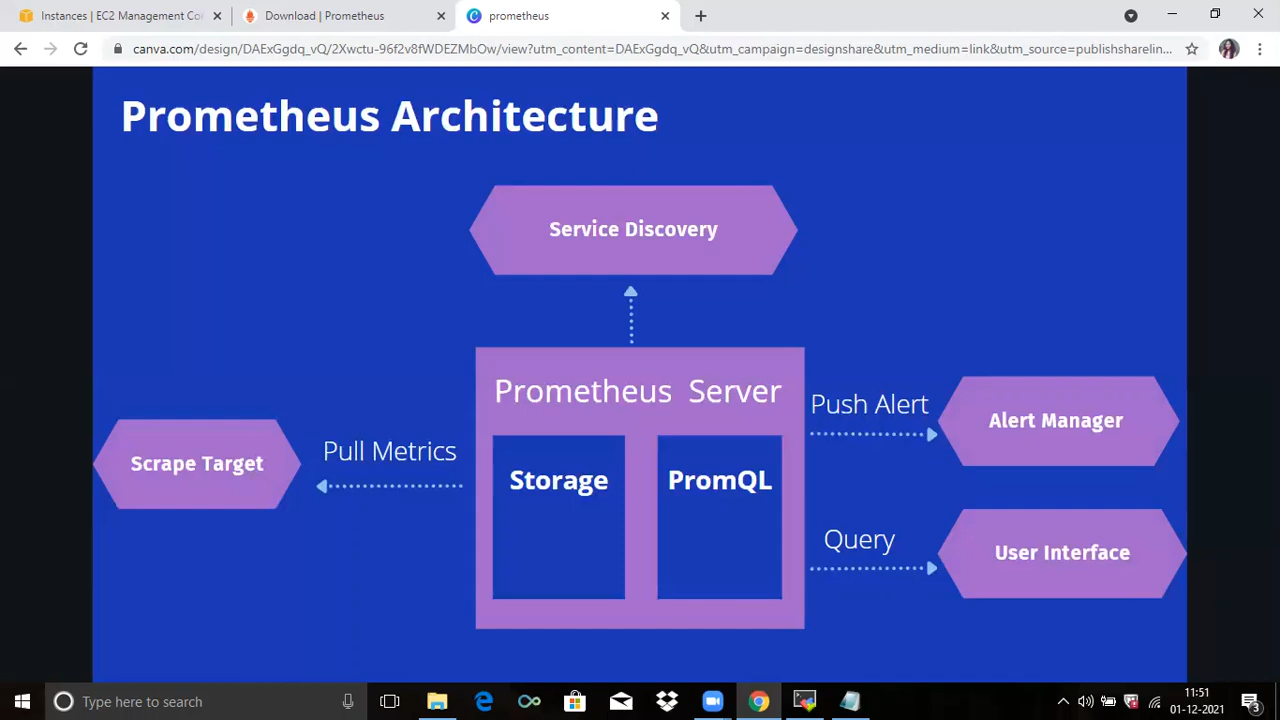 Instances | EC2 Management Co
Download | Prometheus
prometheus
canva.com/design/DAExGgdq_vQ/2Xwctu-96f2v8fWDEZMbOw/view?utm_content=DAExGgdq_vQ&utm_campaign=designshare&utm_medium=link&utm_source=publishsharelin...
Prometheus Architecture
Service Discovery
Prometheus Server
Push Alert
Alert Manager
Pull Metrics
Scrape Target
Storage
PromQL
Query
User Interface
Type here to search
11:51
01-12-2021
3